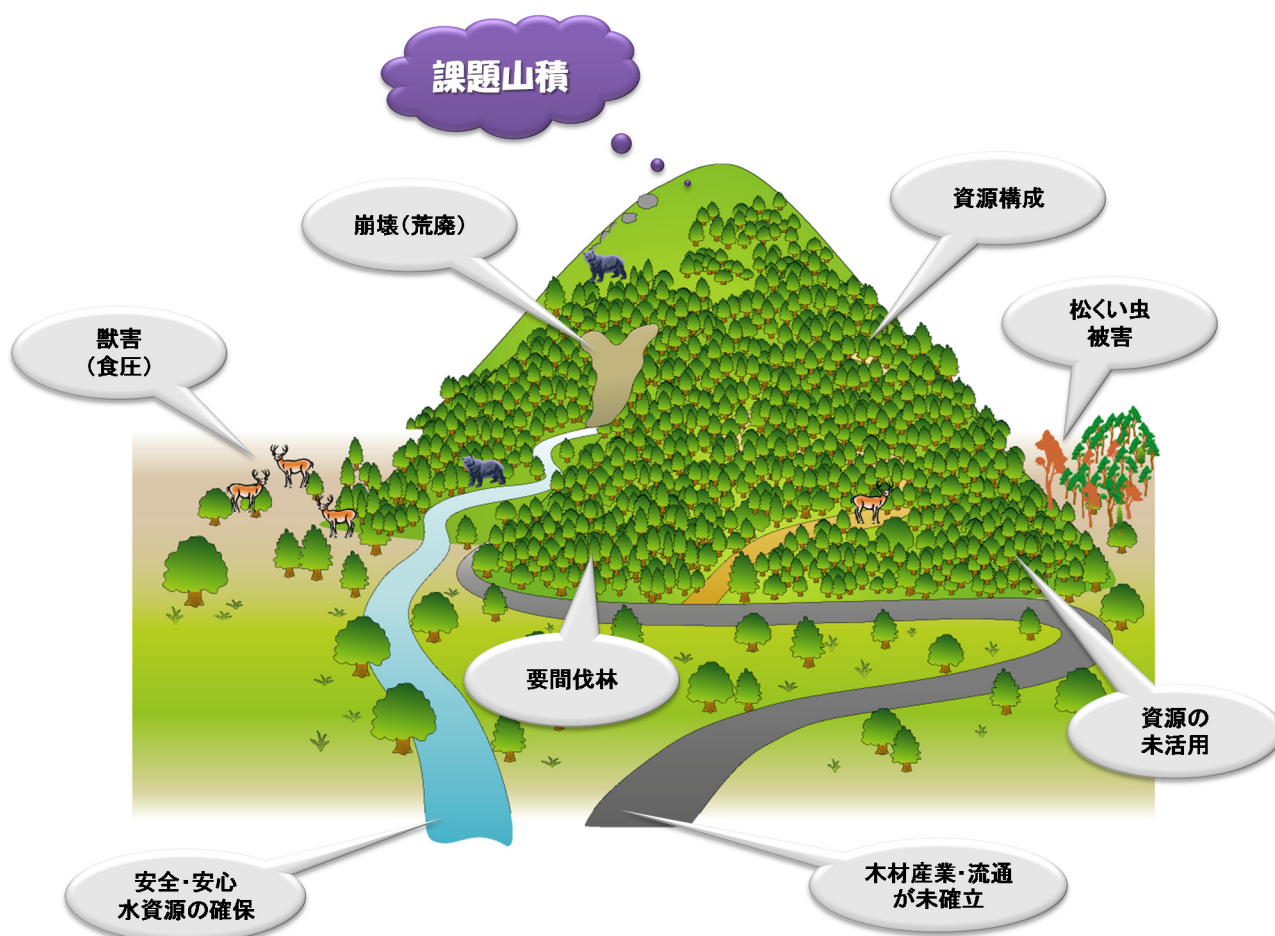 課題山積
崩壊(荒廃)
資源構成
獣害
(食圧)
松くい虫
被害
要間伐林
資源の
未活用
安全・安心
水資源の確保
木材産業・流通
が未確立